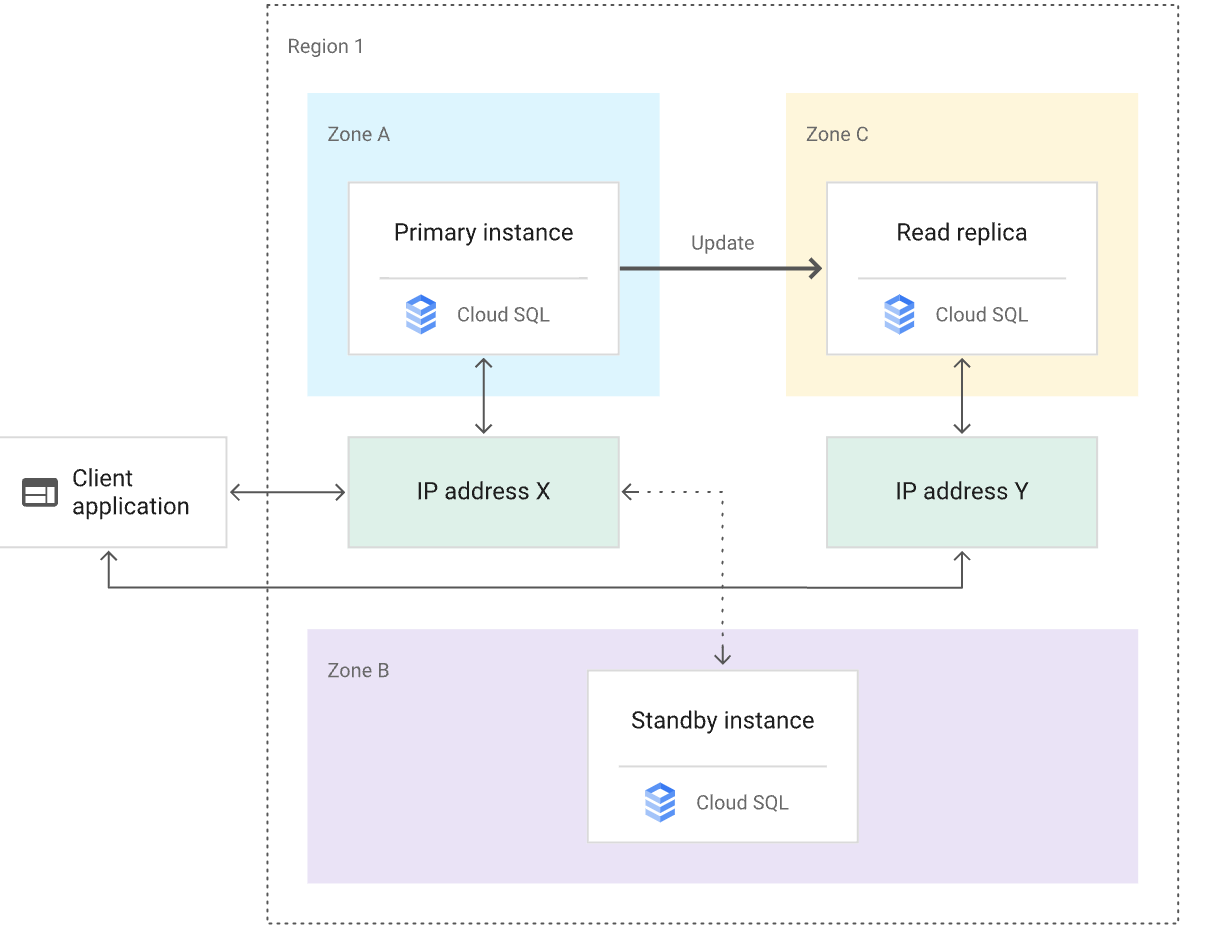 Region 1
Zone A
Zone C
Primary instance
Cloud SQL
Update
Read replica
Cloud SQL
Client
application
IP address X
IP address Y
Zone B
Standby instance
Cloud SQL